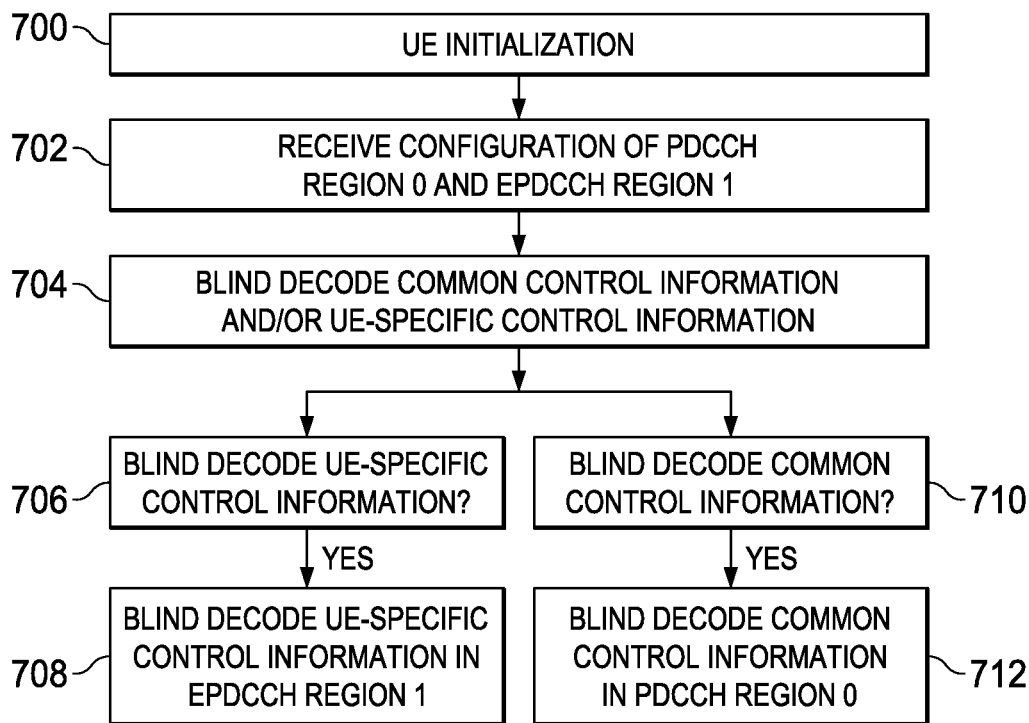 700
UE INITIALIZATION
702
RECEIVE CONFIGURATION OF PDCCH
REGION 0 AND EPDCCH REGION 1
704
BLIND DECODE COMMON CONTROL INFORMATION
AND/OR UE-SPECIFIC CONTROL INFORMATION
706
BLIND DECODE UE-SPECIFIC
CONTROL INFORMATION?
BLIND DECODE COMMON
CONTROL INFORMATION?
710
YES
YES
708
BLIND DECODE UE-SPECIFIC
CONTROL INFORMATION IN
EPDCCH REGION 1
BLIND DECODE COMMON
CONTROL INFORMATION
IN PDCCH REGION 0
712